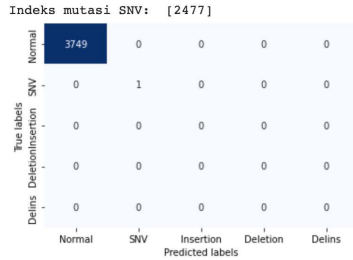 Indeks mutasi SNV: [2477]
Normal 3749 0 0 0 0
SNV 0 1 0 0 0
Insertion 0 0 0 0 0
Deletion 0 0 0 0 0
Delins 0 0 0 0 0
True labels
Normal SNV Insertion Deletion Delins
Predicted labels